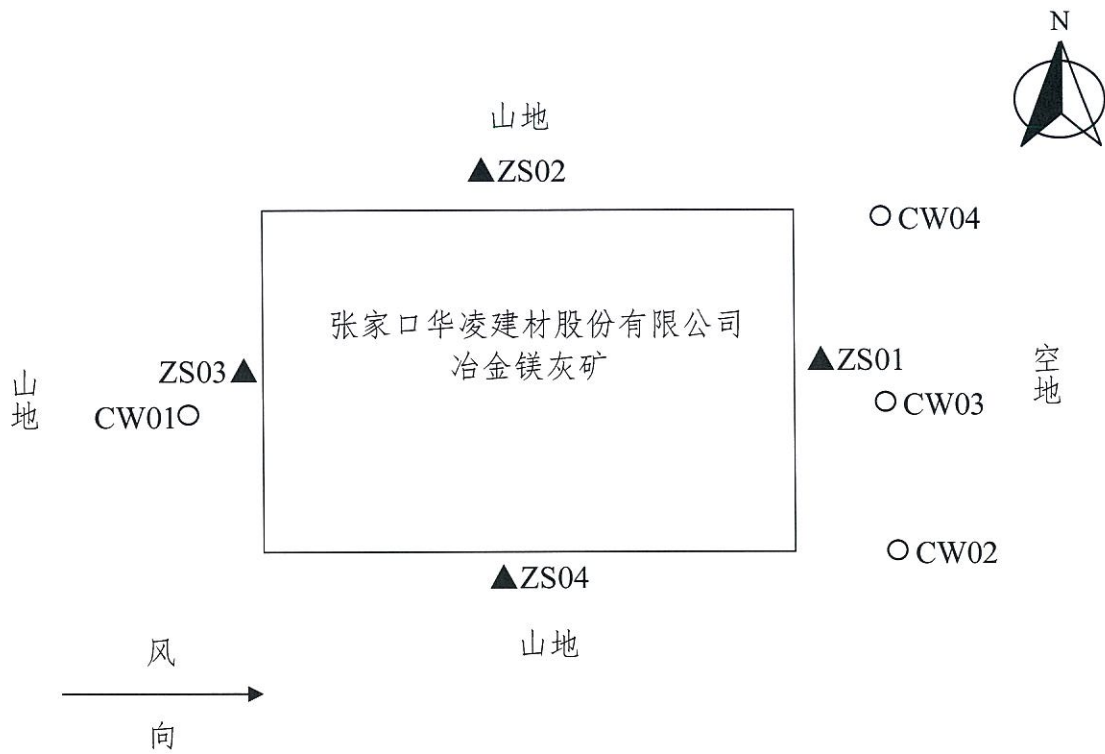 N
山地
▲ZS02
○CW04
张家口华凌建材股份有限公司
冶金镁灰矿
ZS03▲
▲ZS01
山地
空地
CW01○
○CW03
○CW02
▲ZS04
山地
风
向